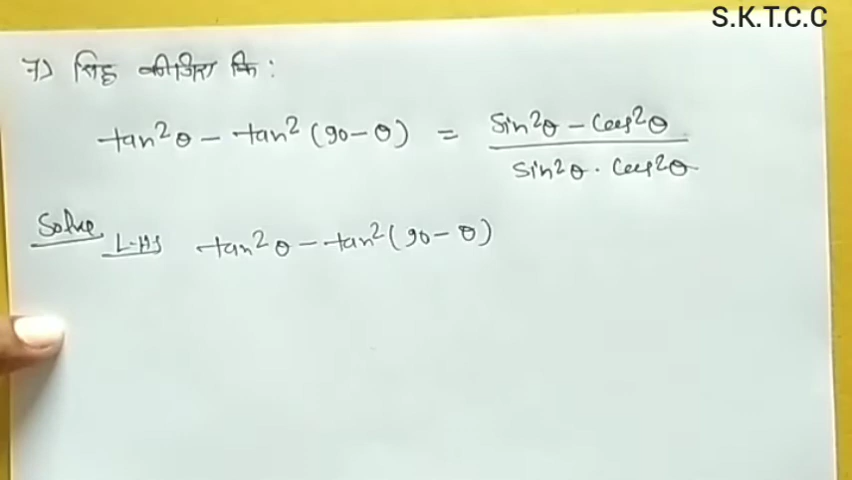 S.K.T.C.C
7) सिद्ध कीजिए कि :
tan²θ - tan² (90-θ) = sin²θ - cos²θ / sin²θ . cos²θ
Solve
L.H.S tan²θ - tan² (90-θ)